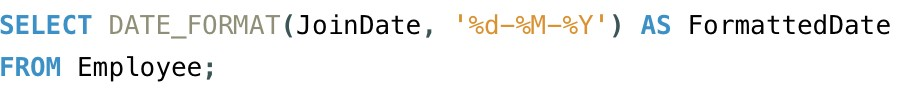 SELECT DATE_FORMAT(JoinDate, '%d-%M-%Y') AS FormattedDate
FROM Employee;